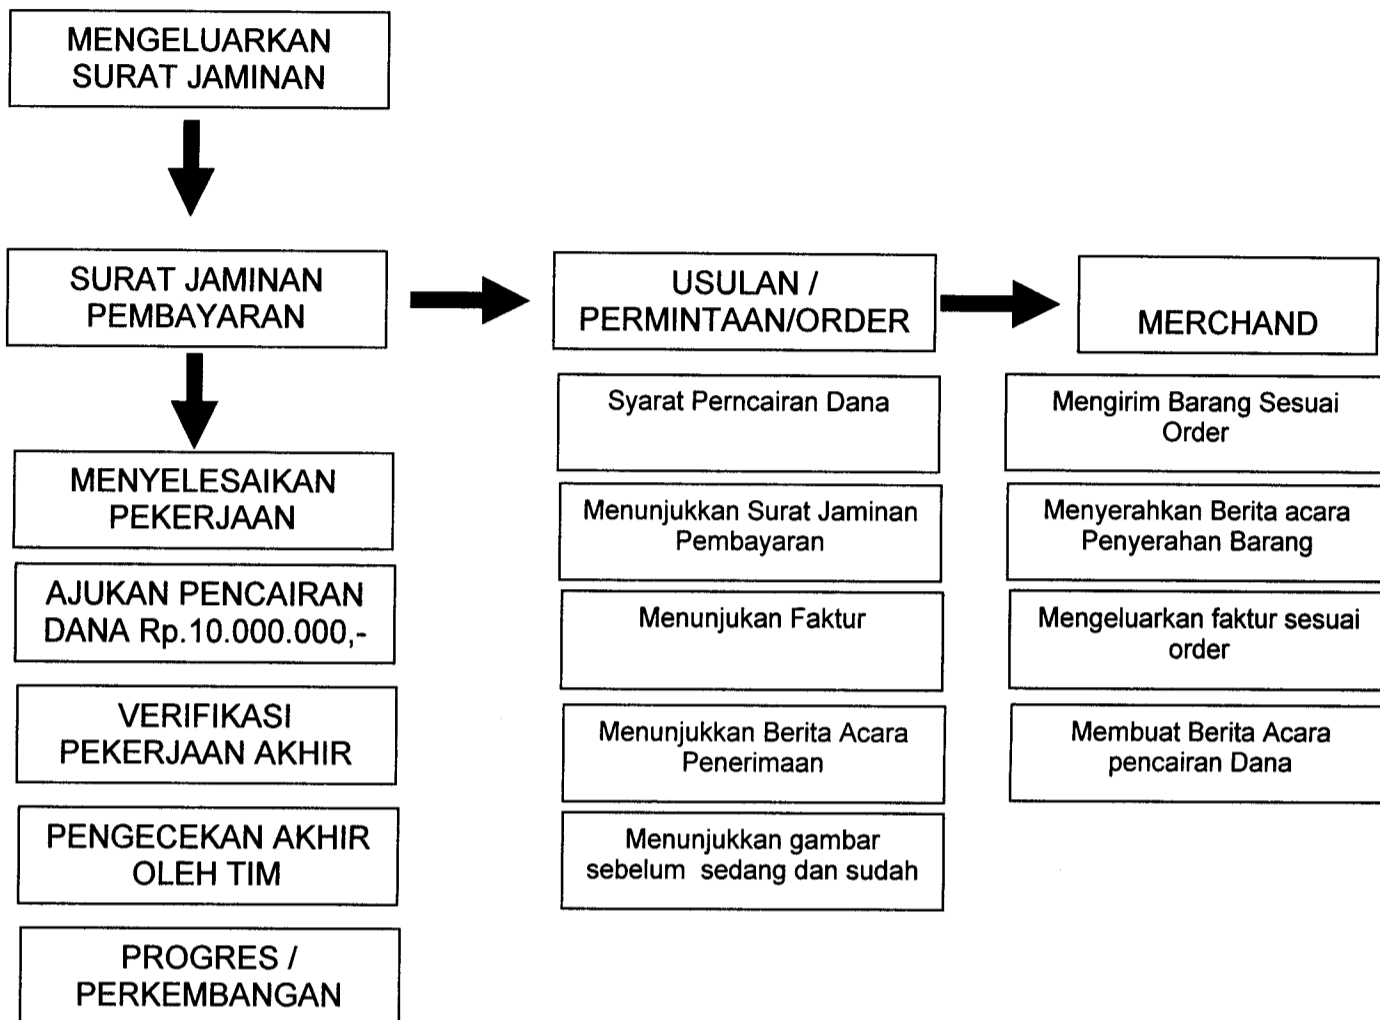 MENGELUARKAN
SURAT JAMINAN
SURAT JAMINAN
PEMBAYARAN
USULAN /
PERMINTAAN/ORDER
MERCHAND
MENYELESAIKAN
PEKERJAAN
AJUKAN PENCAIRAN
DANA Rp.10.000.000,-
VERIFIKASI
PEKERJAAN AKHIR
PENGECEKAN AKHIR
OLEH TIM
PROGRES /
PERKEMBANGAN
Syarat Perncairan Dana
Menunjukkan Surat Jaminan
Pembayaran
Menunjukan Faktur
Menunjukkan Berita Acara
Penerimaan
Menunjukkan gambar
sebelum sedang dan sudah
Mengirim Barang Sesuai
Order
Menyerahkan Berita acara
Penyerahan Barang
Mengeluarkan faktur sesuai
order
Membuat Berita Acara
pencairan Dana